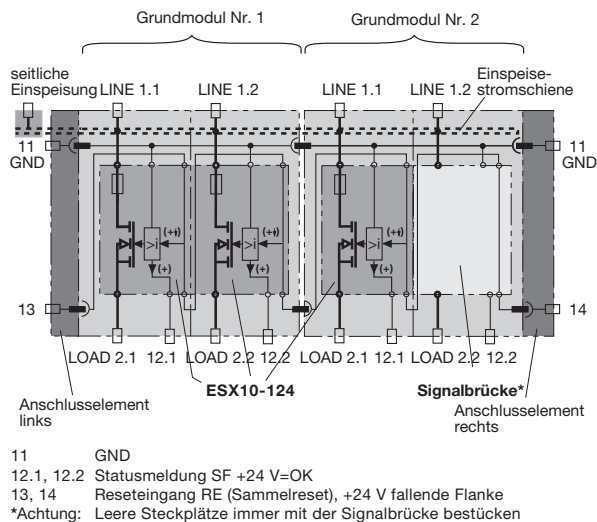 Grundmodul Nr. 1 Grundmodul Nr. 2
seitliche
Einspeisung
LINE 1.1 LINE 1.2 LINE 1.1 LINE 1.2
Einspeise-
stromschiene
11
GND
11
GND
>i >i >i
(+) (+) (+)
13 14
LOAD 2.1 12.1 LOAD 2.2 12.2 LOAD 2.1 12.1 LOAD 2.2 12.2
ESX10-124
Signalbrücke*
Anschlusselement
links
Anschlusselement
rechts
11 GND
12.1, 12.2 Statusmeldung SF +24 V=OK
13, 14 Reseteingang RE (Sammelreset), +24 V fallende Flanke
*Achtung: Leere Steckplätze immer mit der Signalbrücke bestücken